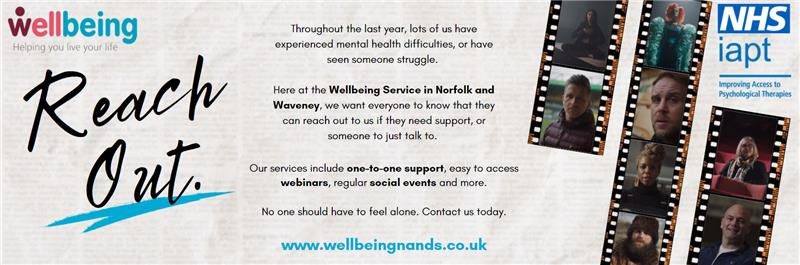 wellbeing
Helping you live your life
Reach
Out.
Throughout the last year, lots of us have
experienced mental health difficulties, or have
seen someone struggle.
Here at the Wellbeing Service in Norfolk and
Waveney, we want everyone to know that they
can reach out to us if they need support, or
someone to just talk to.
Our services include one-to-one support, easy to access
webinars, regular social events and more.
No one should have to feel alone. Contact us today.
www.wellbeingnands.co.uk
NHS
iapt
Improving Access to
Psychological Therapies